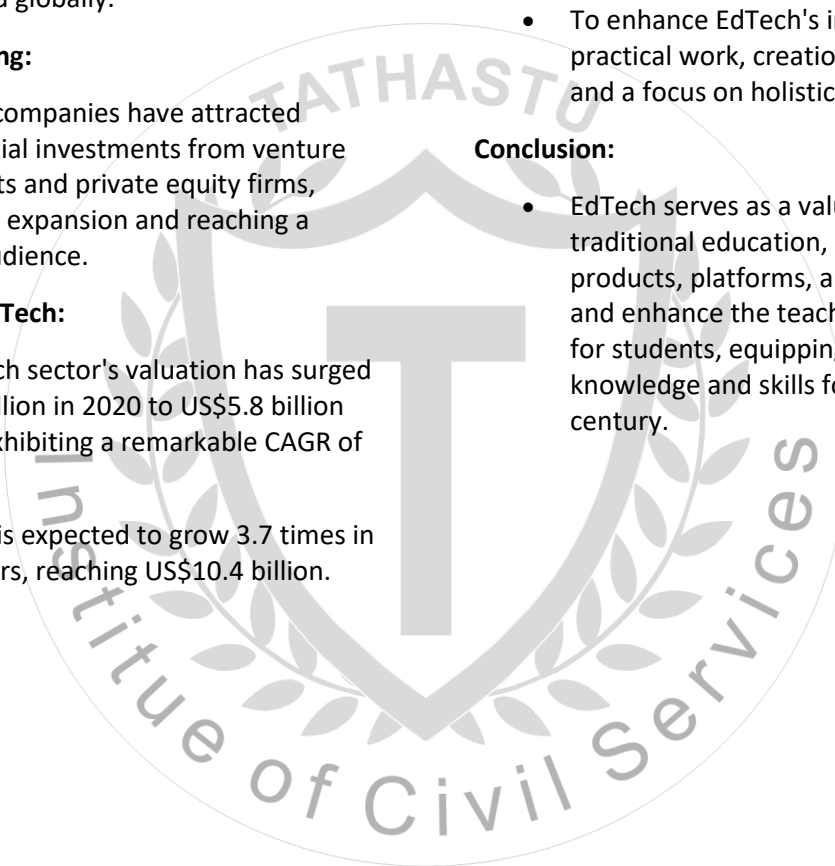 d globally.
ng:
companies have attracted
ial investments from venture
ts and private equity firms,
expansion and reaching a
udience.
Tech:
ch sector's valuation has surged
llion in 2020 to US$5.8 billion
xhibiting a remarkable CAGR of
is expected to grow 3.7 times in
rs, reaching US$10.4 billion.
• To enhance EdTech's i
practical work, creatio
and a focus on holistic
Conclusion:
• EdTech serves as a val
traditional education,
products, platforms, a
and enhance the teach
for students, equippin
knowledge and skills fo
century.
TATHASTU
T
Institue of Civil Services